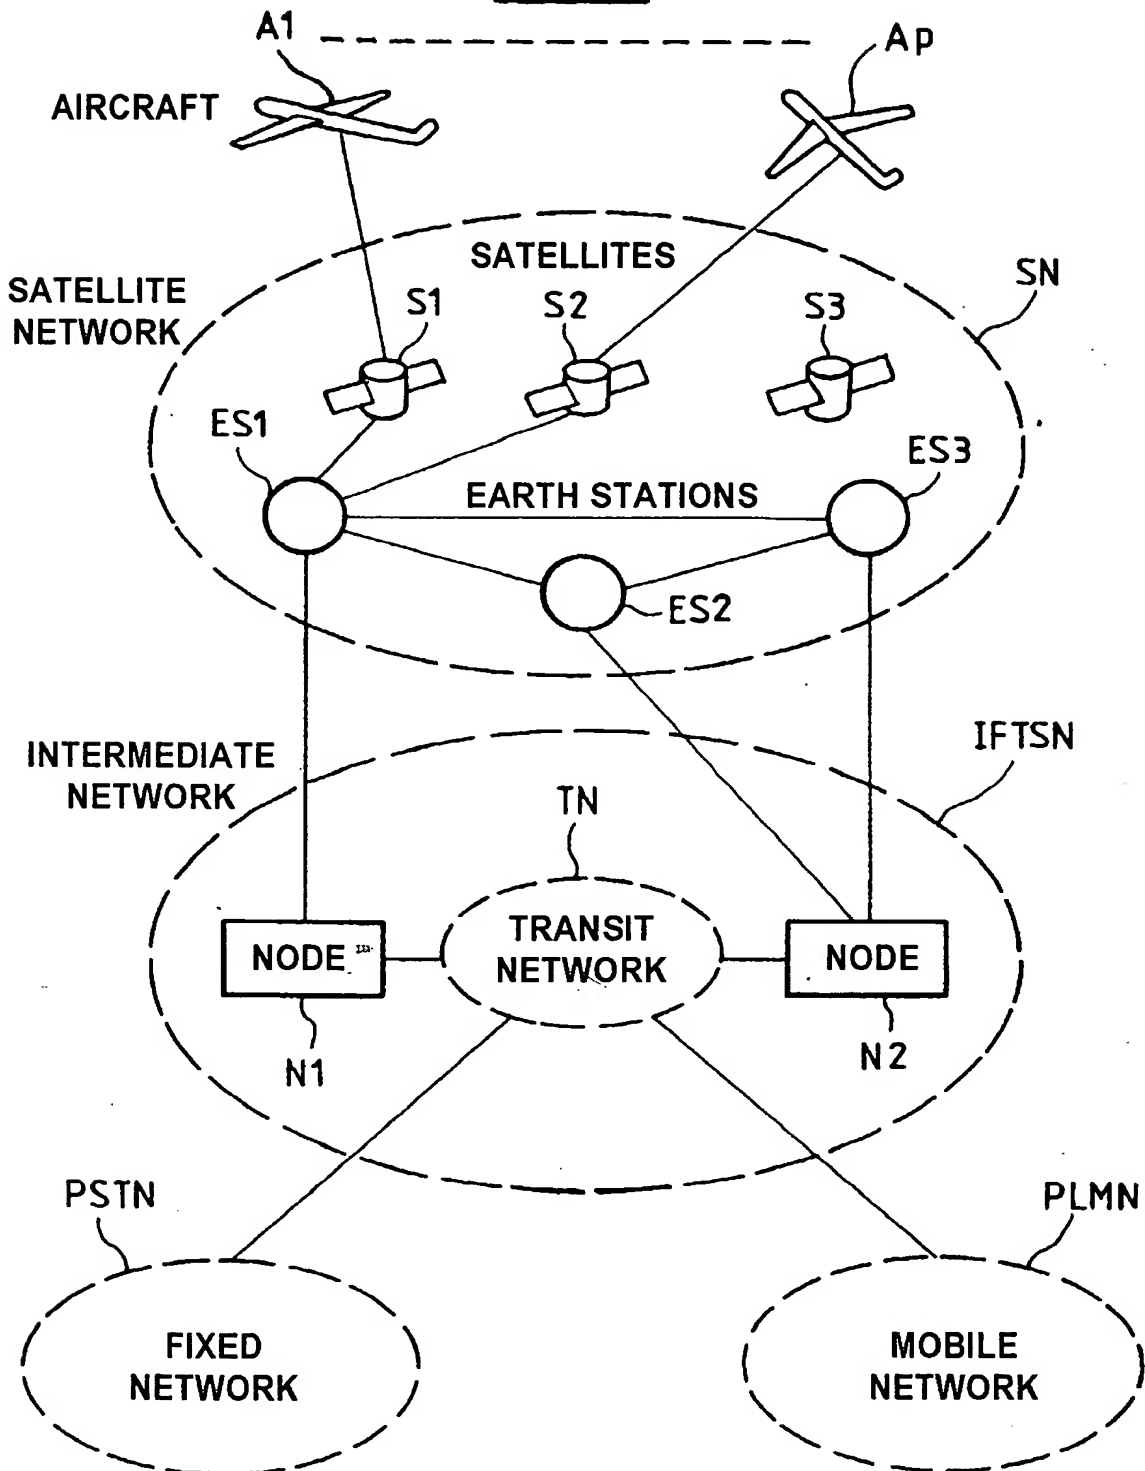 A1
Ap
AIRCRAFT
SATELLITES
SN
SATELLITE
NETWORK
S1
S2
S3
ES1
ES3
EARTH STATIONS
ES2
INTERMEDIATE
NETWORK
IFTSN
TN
TRANSIT
NETWORK
NODE
NODE
N1
N2
PSTN
PLMN
FIXED
NETWORK
MOBILE
NETWORK